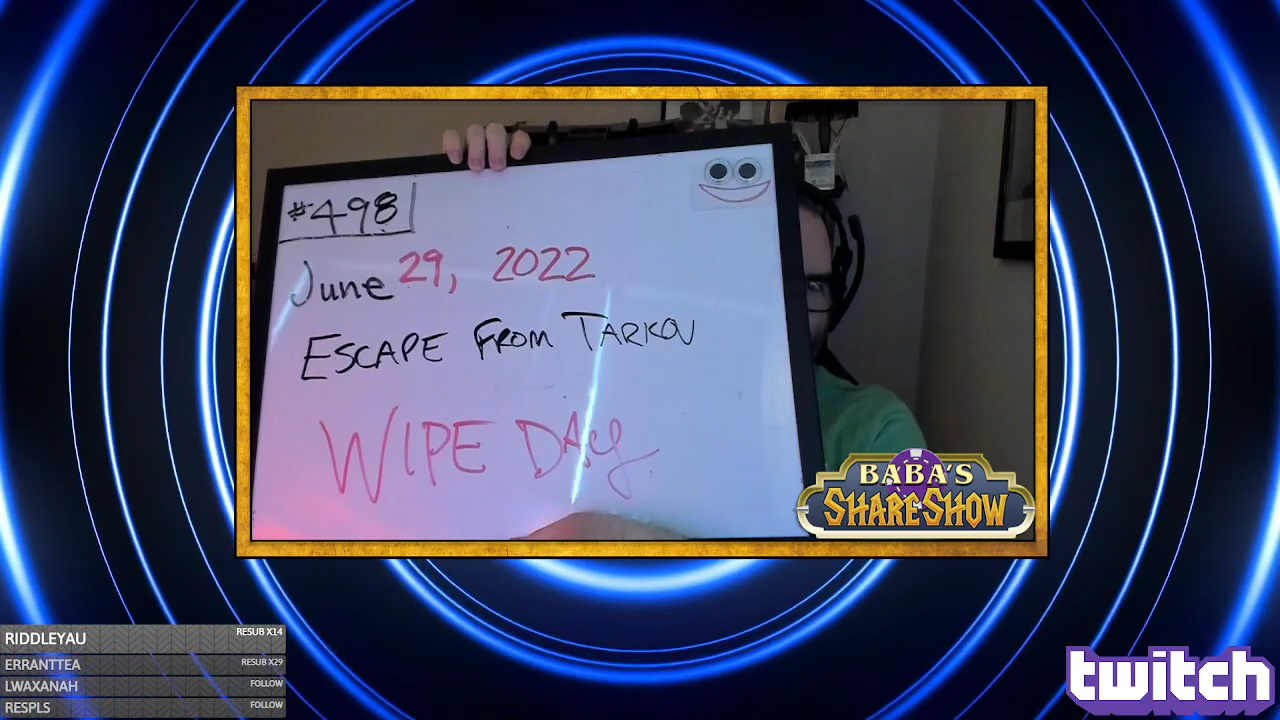 #498
June 29, 2022
ESCAPE FROM TARKOV
WIPE DAY
BABA'S
SHARESHOW
RIDDLEYAU RESUB X14
ERRANTTEA RESUB X29
LWAXANAH FOLLOW
RESPLS FOLLOW
twitch